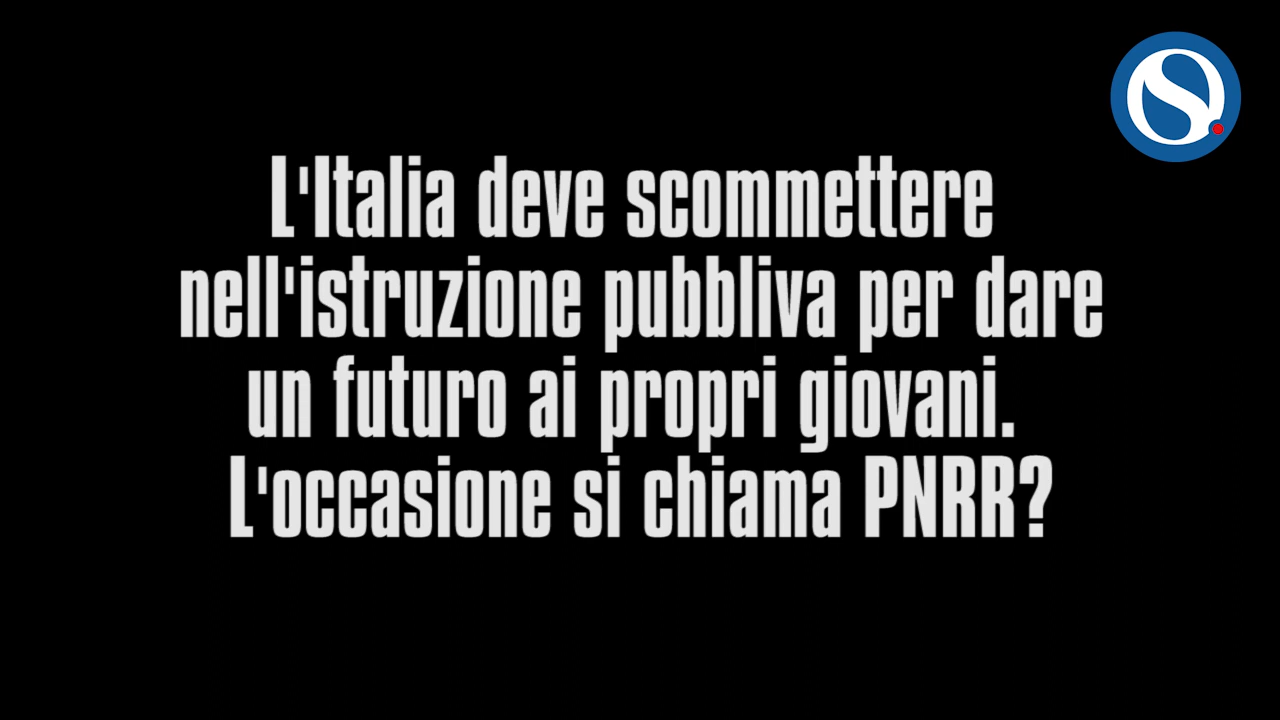 L'Italia deve scommettere
nell'istruzione pubbliva per dare
un futuro ai propri giovani.
L'occasione si chiama PNRR?